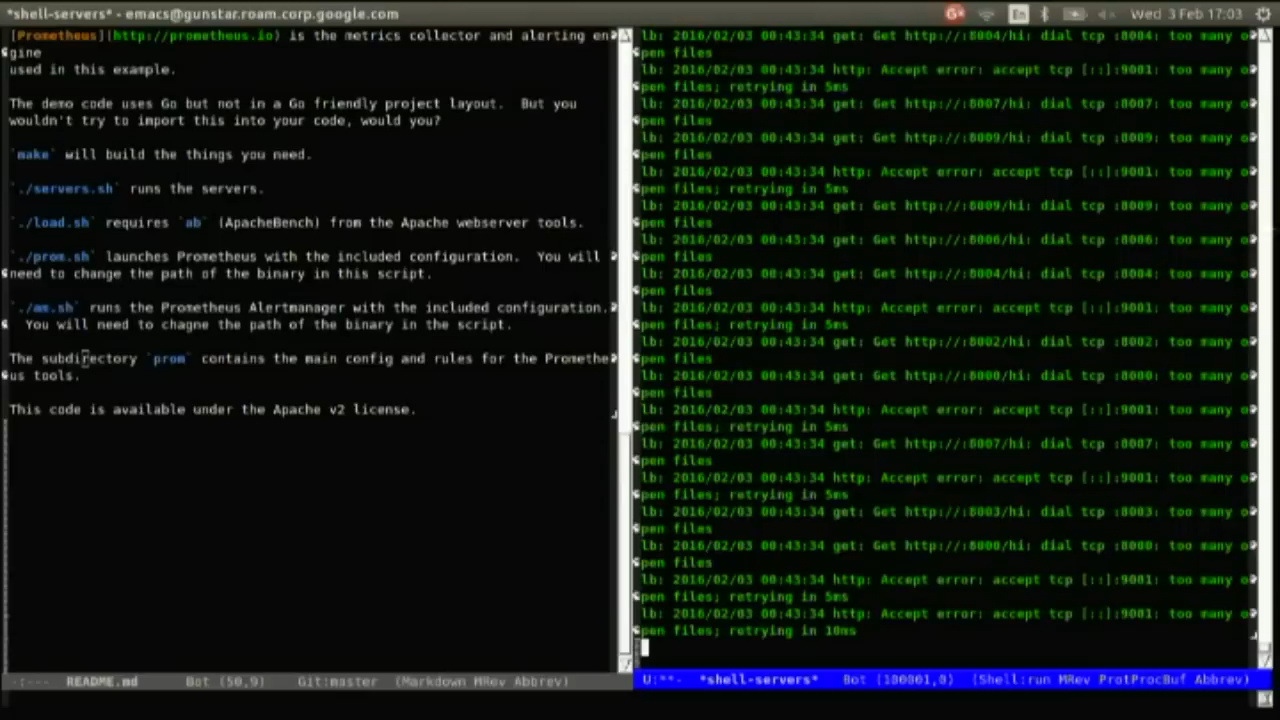 *shell-servers* - emacs@gunstar.roam.corp.google.com
En
Wed 3 Feb 17:03
[Prometheus](http://prometheus.io) is the metrics collector and alerting en
gine
used in this example.
The demo code uses Go but not in a Go friendly project layout.  But you
wouldn't try to import this into your code, would you?
`make` will build the things you need.
`./servers.sh` runs the servers.
`./load.sh` requires `ab` (ApacheBench) from the Apache webserver tools.
`./prom.sh` launches Prometheus with the included configuration.  You will
need to change the path of the binary in this script.
`./am.sh` runs the Prometheus Alertmanager with the included configuration.
You will need to chagne the path of the binary in the script.
The subdirectory `prom` contains the main config and rules for the Promethe
us tools.
This code is available under the Apache v2 license.
-:---  README.md      Bot (50,9)    Git:master  (Markdown MRev Abbrev)
lb: 2016/02/03 00:43:34 get: Get http://:8004/hi: dial tcp :8004: too many o
pen files
lb: 2016/02/03 00:43:34 http: Accept error: accept tcp [::]:9001: too many o
pen files; retrying in 5ms
lb: 2016/02/03 00:43:34 get: Get http://:8007/hi: dial tcp :8007: too many o
pen files
lb: 2016/02/03 00:43:34 get: Get http://:8009/hi: dial tcp :8009: too many o
pen files
lb: 2016/02/03 00:43:34 http: Accept error: accept tcp [::]:9001: too many o
pen files; retrying in 5ms
lb: 2016/02/03 00:43:34 get: Get http://:8009/hi: dial tcp :8009: too many o
pen files
lb: 2016/02/03 00:43:34 get: Get http://:8006/hi: dial tcp :8006: too many o
pen files
lb: 2016/02/03 00:43:34 get: Get http://:8004/hi: dial tcp :8004: too many o
pen files
lb: 2016/02/03 00:43:34 http: Accept error: accept tcp [::]:9001: too many o
pen files; retrying in 5ms
lb: 2016/02/03 00:43:34 get: Get http://:8002/hi: dial tcp :8002: too many o
pen files
lb: 2016/02/03 00:43:34 get: Get http://:8000/hi: dial tcp :8000: too many o
pen files
lb: 2016/02/03 00:43:34 http: Accept error: accept tcp [::]:9001: too many o
pen files; retrying in 5ms
lb: 2016/02/03 00:43:34 get: Get http://:8007/hi: dial tcp :8007: too many o
pen files
lb: 2016/02/03 00:43:34 http: Accept error: accept tcp [::]:9001: too many o
pen files; retrying in 5ms
lb: 2016/02/03 00:43:34 get: Get http://:8003/hi: dial tcp :8003: too many o
pen files
lb: 2016/02/03 00:43:34 get: Get http://:8000/hi: dial tcp :8000: too many o
pen files
lb: 2016/02/03 00:43:34 http: Accept error: accept tcp [::]:9001: too many o
pen files; retrying in 5ms
lb: 2016/02/03 00:43:34 http: Accept error: accept tcp [::]:9001: too many o
pen files; retrying in 10ms
U:**-  *shell-servers*   Bot (100001,0)  (Shell:run MRev ProtProcBuf Abbrev)